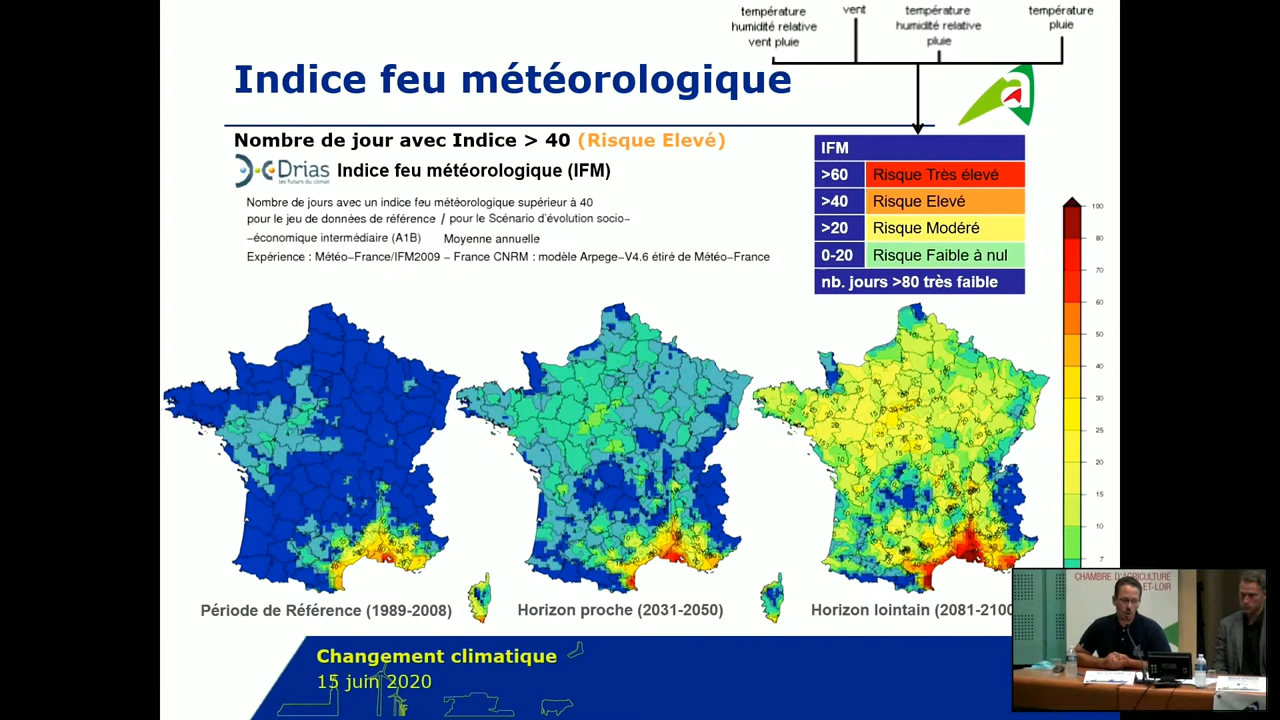 température
humidité relative
vent pluie
vent
température
humidité relative
pluie
température
pluie
Indice feu météorologique
a
Nombre de jour avec Indice > 40 (Risque Elevé)
Drias
les futurs du climat
Indice feu météorologique (IFM)
Nombre de jours avec un indice feu météorologique supérieur à 40
pour le jeu de données de référence / pour le Scénario d'évolution socio-
-économique intermédiaire (A1B) Moyenne annuelle
Expérience : Météo-France/IFM2009 - France CNRM : modèle Arpege-V4.6 étiré de Météo-France
IFM
>60 Risque Très élevé
>40 Risque Elevé
>20 Risque Modéré
0-20 Risque Faible à nul
nb. jours >80 très faible
100
80
70
60
50
40
30
25
20
15
10
7
Période de Référence (1989-2008)
Horizon proche (2031-2050)
Horizon lointain (2081-2100
CHAMBRE D'AGRICULTURE
ET-LOIR
Changement climatique
15 juin 2020